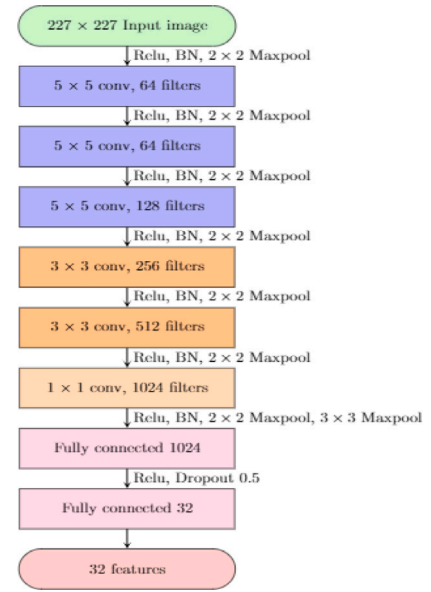 227 × 227 Input image
Relu, BN, 2 × 2 Maxpool
5 × 5 conv, 64 filters
Relu, BN, 2 × 2 Maxpool
5 × 5 conv, 64 filters
Relu, BN, 2 × 2 Maxpool
5 × 5 conv, 128 filters
Relu, BN, 2 × 2 Maxpool
3 × 3 conv, 256 filters
Relu, BN, 2 × 2 Maxpool
3 × 3 conv, 512 filters
Relu, BN, 2 × 2 Maxpool
1 × 1 conv, 1024 filters
Relu, BN, 2 × 2 Maxpool, 3 × 3 Maxpool
Fully connected 1024
Relu, Dropout 0.5
Fully connected 32
32 features